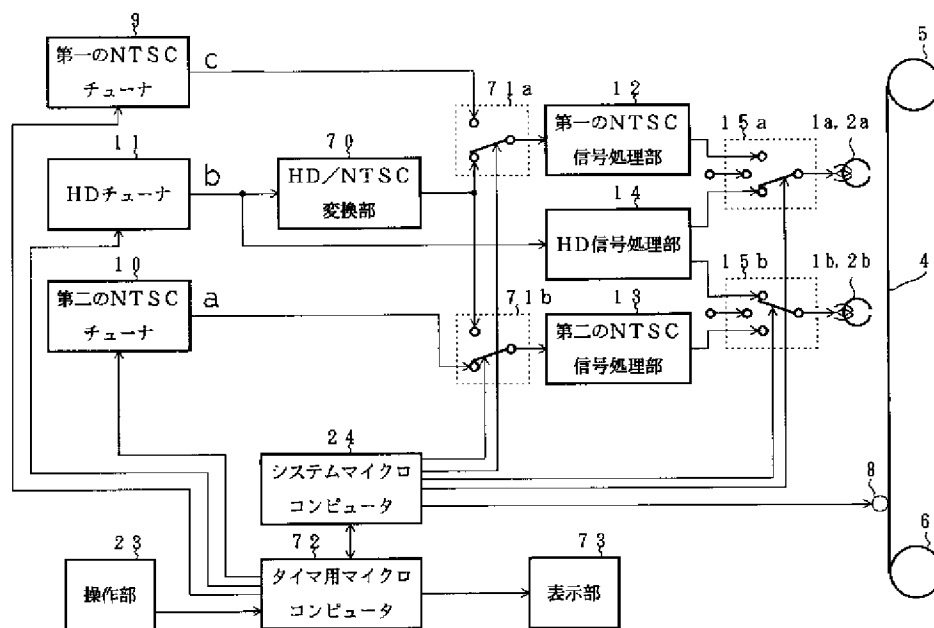 9
第一のNTSC
チューナ
c
5
71a
12
第一のNTSC
信号処理部
15a
1a, 2a
11
HDチューナ
b
70
HD/NTSC
変換部
14
HD信号処理部
4
10
第二のNTSC
チューナ
a
71b
13
第二のNTSC
信号処理部
15b
1b, 2b
24
システムマイクロ
コンピュータ
8
6
23
操作部
72
タイマ用マイクロ
コンピュータ
73
表示部